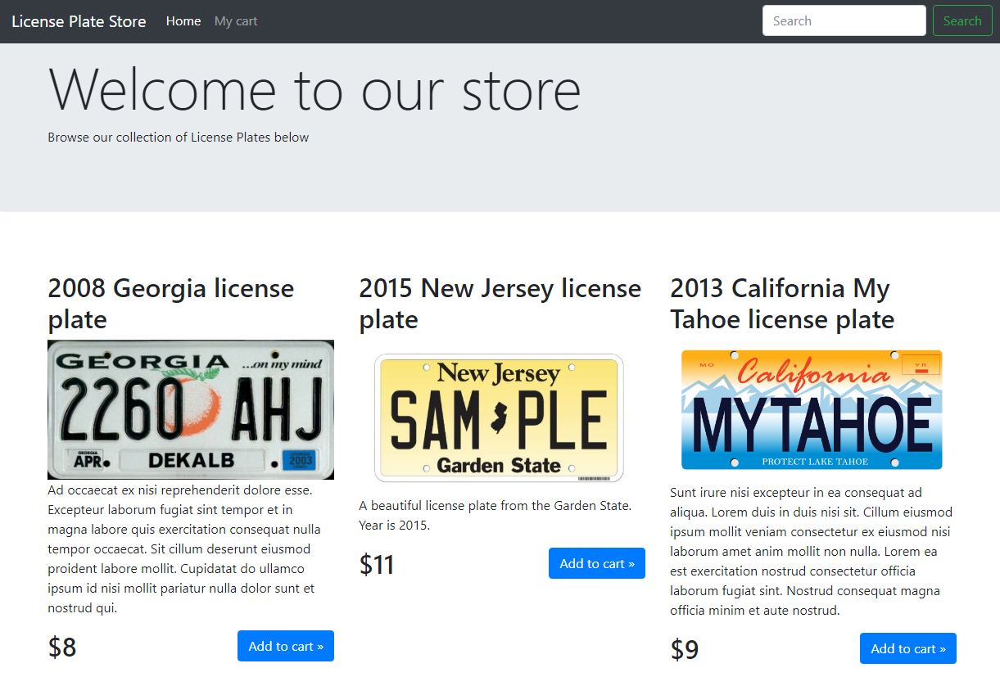 License Plate Store Home My cart Search Search
Welcome to our store
Browse our collection of License Plates below
2008 Georgia license
plate
GEORGIA ...on my mind
2260 AHJ
GEORGIA
APR. DEKALB 2003
Ad occaecat ex nisi reprehenderit dolore esse.
Excepteur laborum fugiat sint tempor et in
magna labore quis exercitation consequat nulla
tempor occaecat. Sit cillum deserunt eiusmod
proident labore mollit. Cupidatat do ullamco
ipsum id nisi mollit pariatur nulla dolor sunt et
nostrud qui.
$8 Add to cart »
2015 New Jersey license
plate
New Jersey
SAM PLE
Garden State
A beautiful license plate from the Garden State.
Year is 2015.
$11 Add to cart »
2013 California My
Tahoe license plate
MO California YR
MYTAHOE
PROTECT LAKE TAHOE
Sunt irure nisi excepteur in ea consequat ad
aliqua. Lorem duis in duis nisi sit. Cillum eiusmod
ipsum mollit veniam consectetur ex eiusmod nisi
laborum amet anim mollit non nulla. Lorem ea
est exercitation nostrud consectetur officia
laborum fugiat sint. Nostrud consequat magna
officia minim et aute nostrud.
$9 Add to cart »